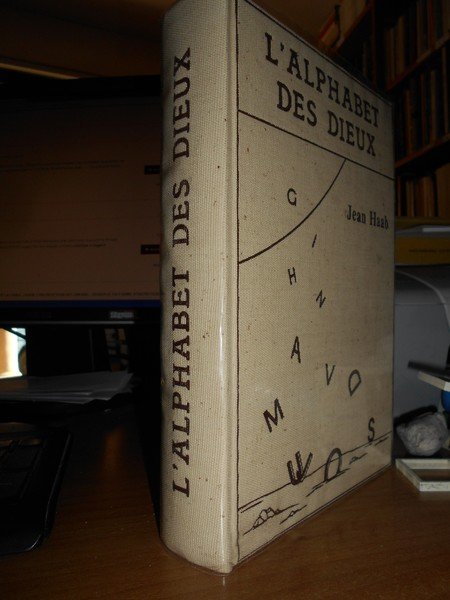 L'ALPHABET DES DIEUX
L'ALPHABET
DES DIEUX
Jean Haab
G
I
H
N
A
V
D
M
S
O